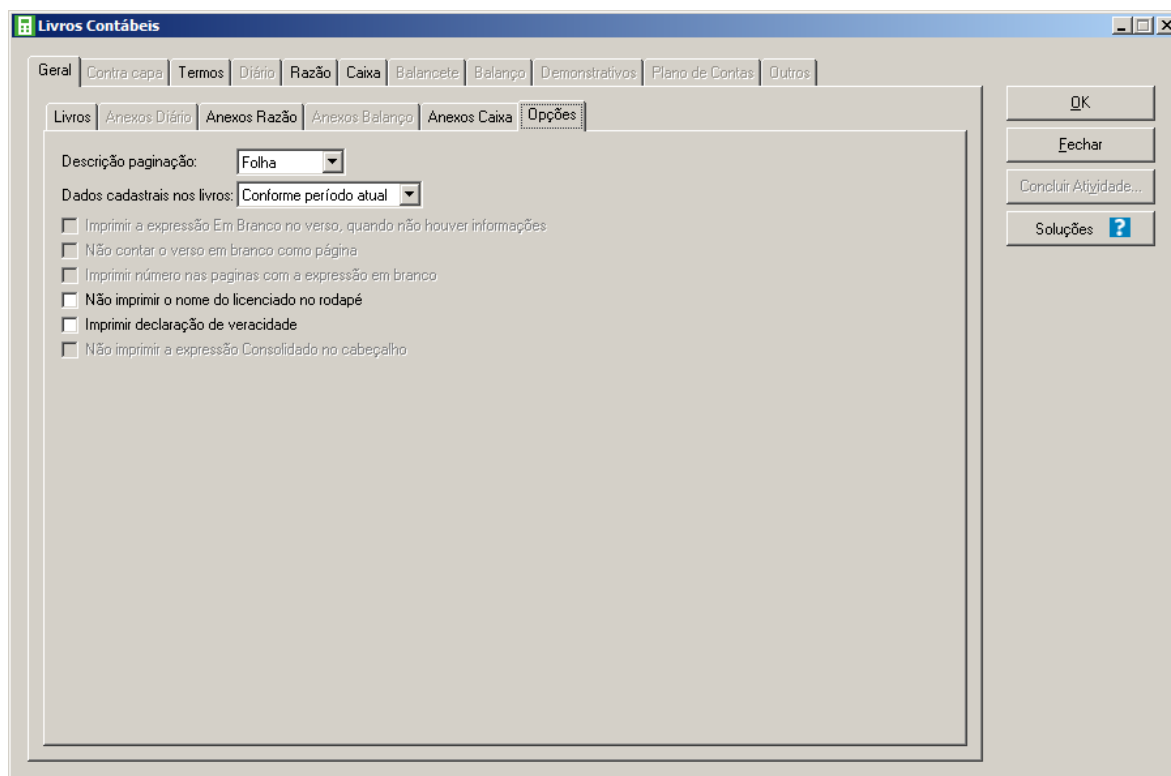 Livros Contábeis
Geral Contra capa Termos Diário Razão Caixa Balancete Balanço Demonstrativos Plano de Contas Outros
Livros Anexos Diário Anexos Razão Anexos Balanço Anexos Caixa Opções
Descrição paginação: Folha
Dados cadastrais nos livros: Conforme período atual
Imprimir a expressão Em Branco no verso, quando não houver informações
Não contar o verso em branco como página
Imprimir número nas paginas com a expressão em branco
Não imprimir o nome do licenciado no rodapé
Imprimir declaração de veracidade
Não imprimir a expressão Consolidado no cabeçalho
OK
Fechar
Concluir Atividade...
Soluções ?